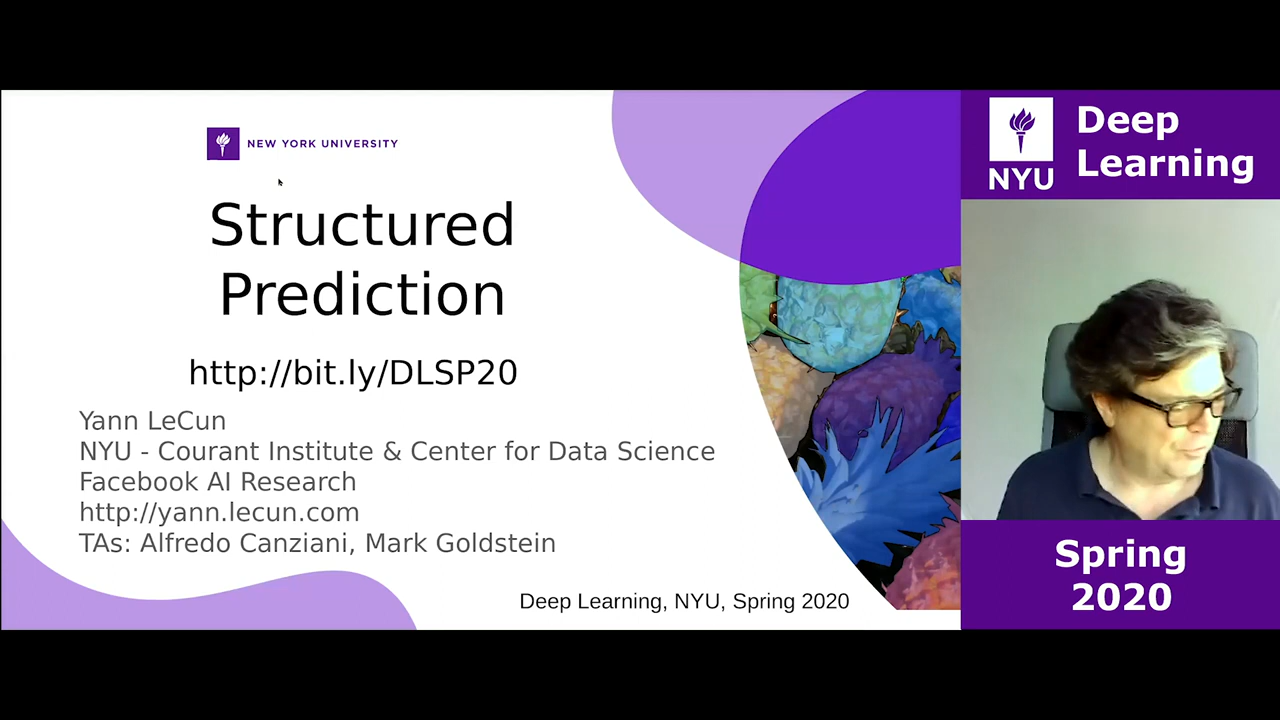 NEW YORK UNIVERSITY
Structured
Prediction
http://bit.ly/DLSP20
Yann LeCun
NYU - Courant Institute & Center for Data Science
Facebook AI Research
http://yann.lecun.com
TAs: Alfredo Canziani, Mark Goldstein
Deep Learning, NYU, Spring 2020
NYU
Deep
Learning
Spring
2020